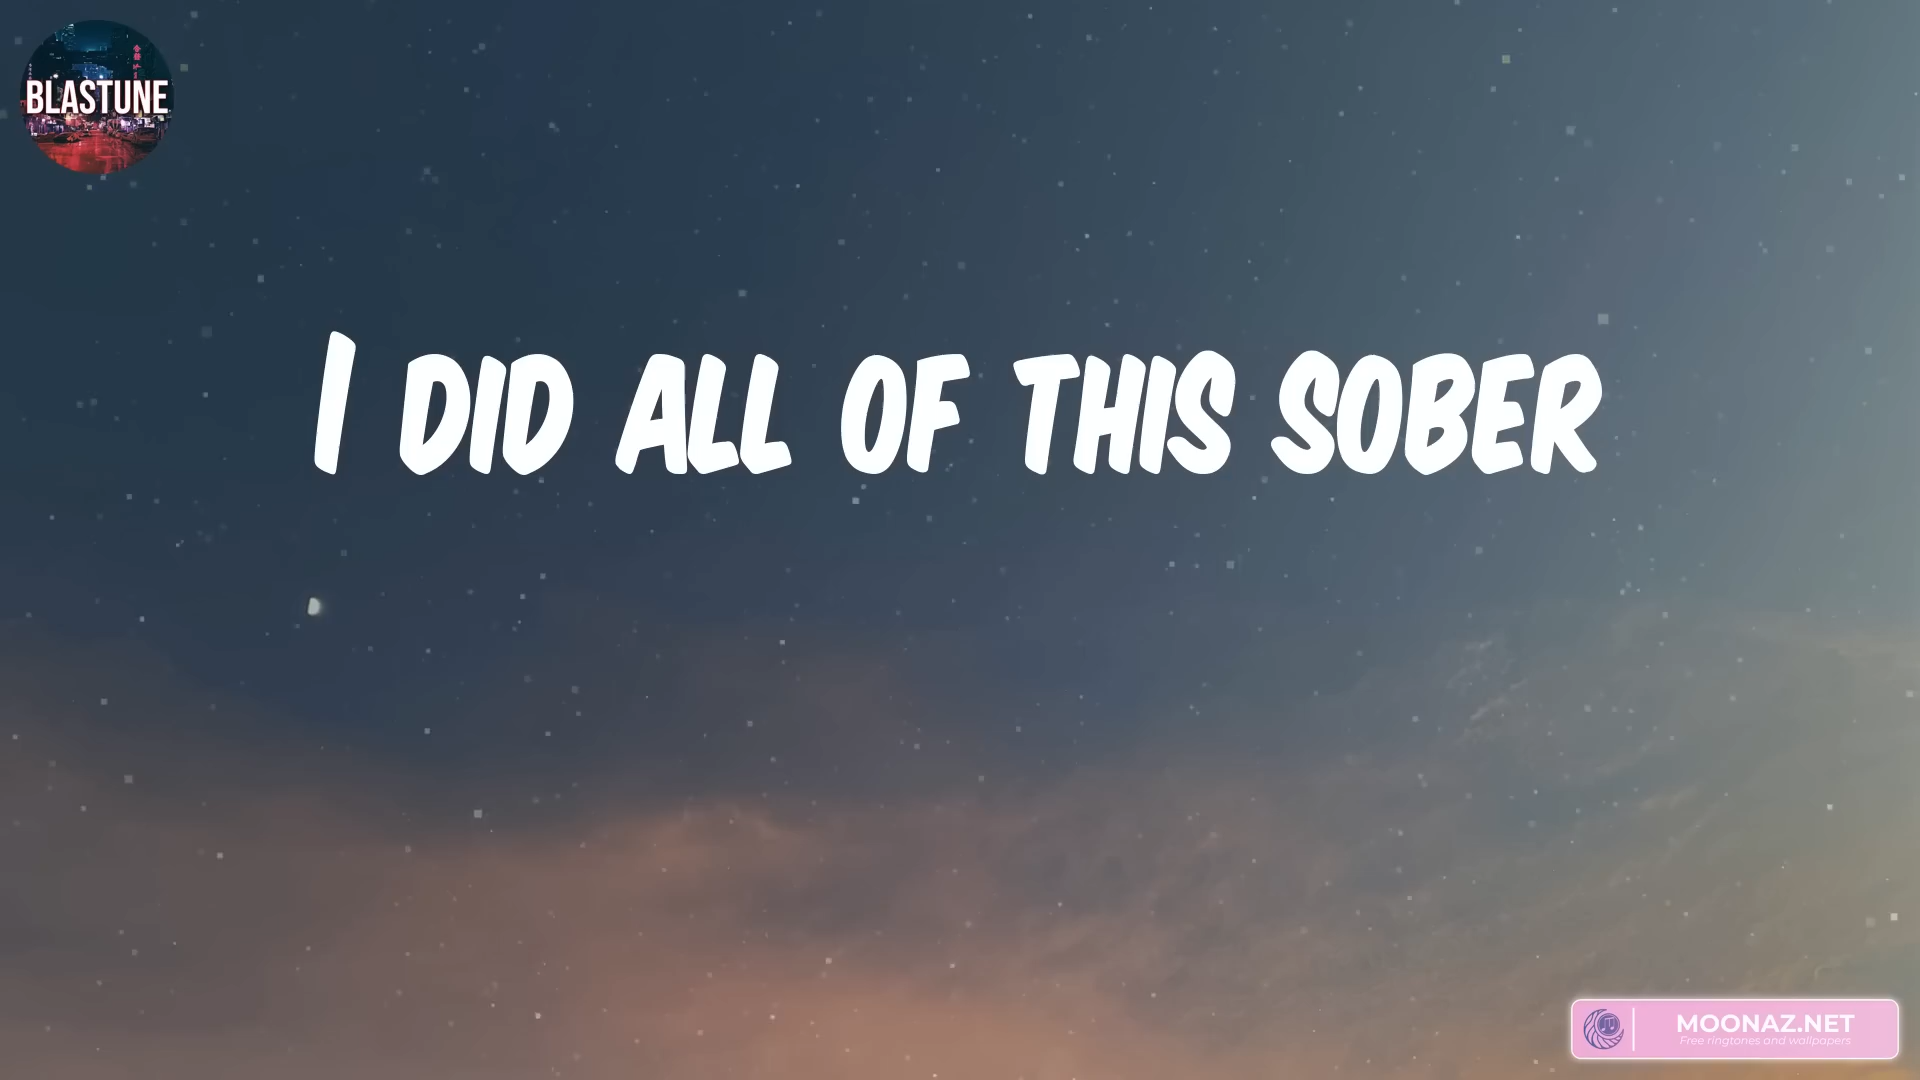 BLASTUNE
I DID ALL OF THIS SOBER
MOONAZ.NET
Free ringtones and wallpapers